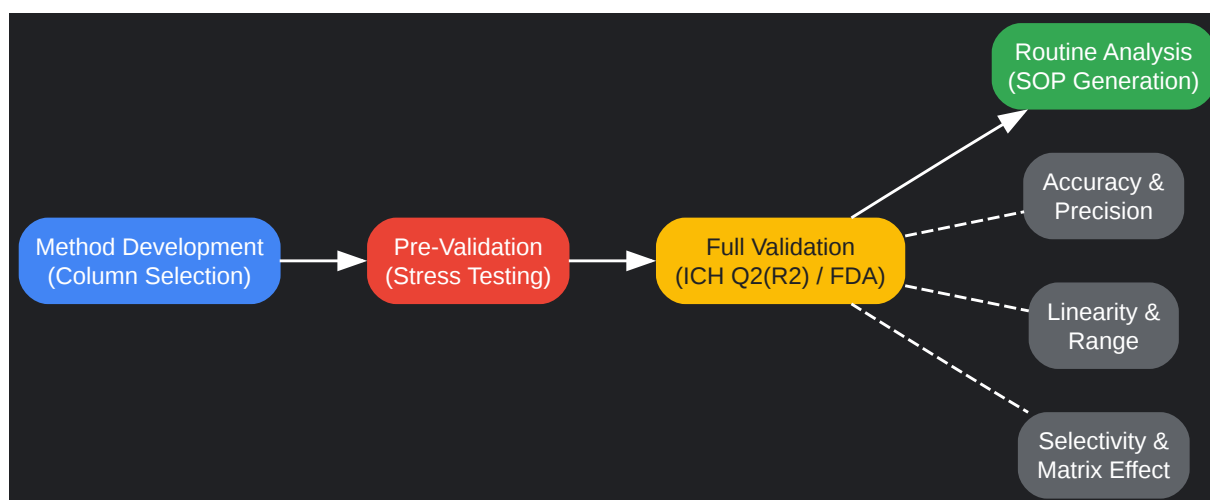 Method Development
(Column Selection)
Pre-Validation
(Stress Testing)
Full Validation
(ICH Q2(R2) / FDA)
Routine Analysis
(SOP Generation)
Accuracy &
Precision
Linearity &
Range
Selectivity &
Matrix Effect